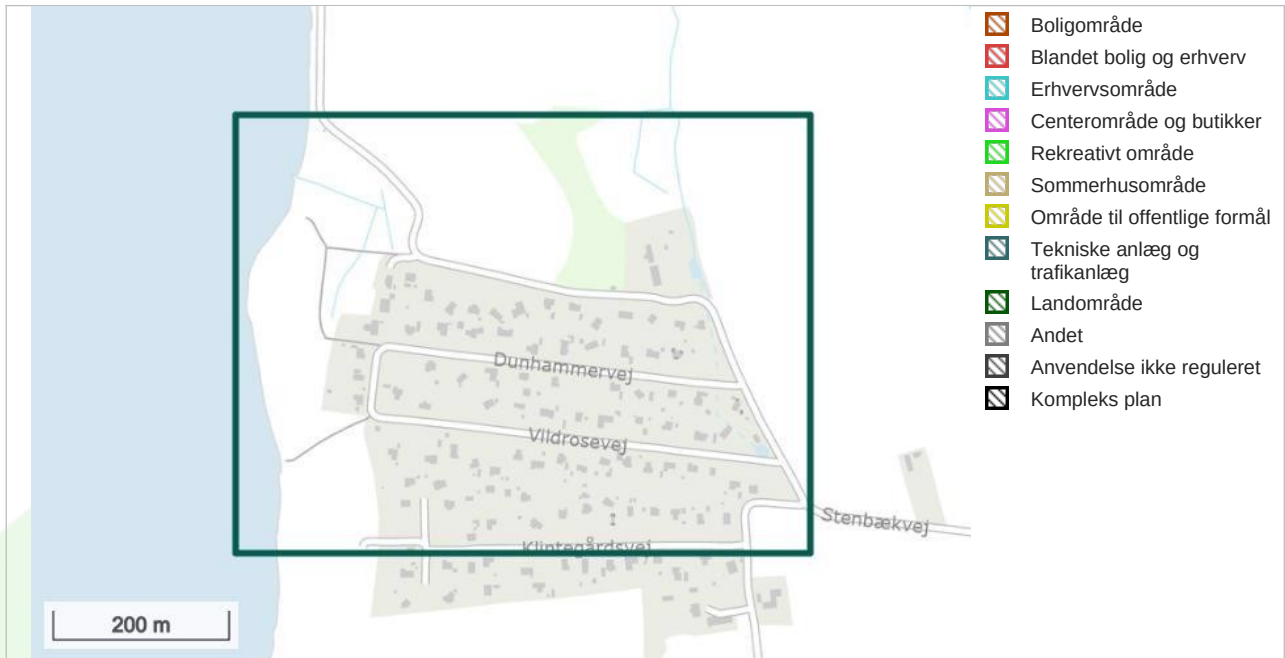 Boligområde
Blandet bolig og erhverv
Erhvervsområde
Centerområde og butikker
Rekreativt område
Sommerhusområde
Område til offentlige formål
Tekniske anlæg og
trafikanlæg
Landområde
Andet
Anvendelse ikke reguleret
Kompleks plan
Dunhammervej
Vildrosevej
Stenbækvej
Klintegårdsvej
200 m